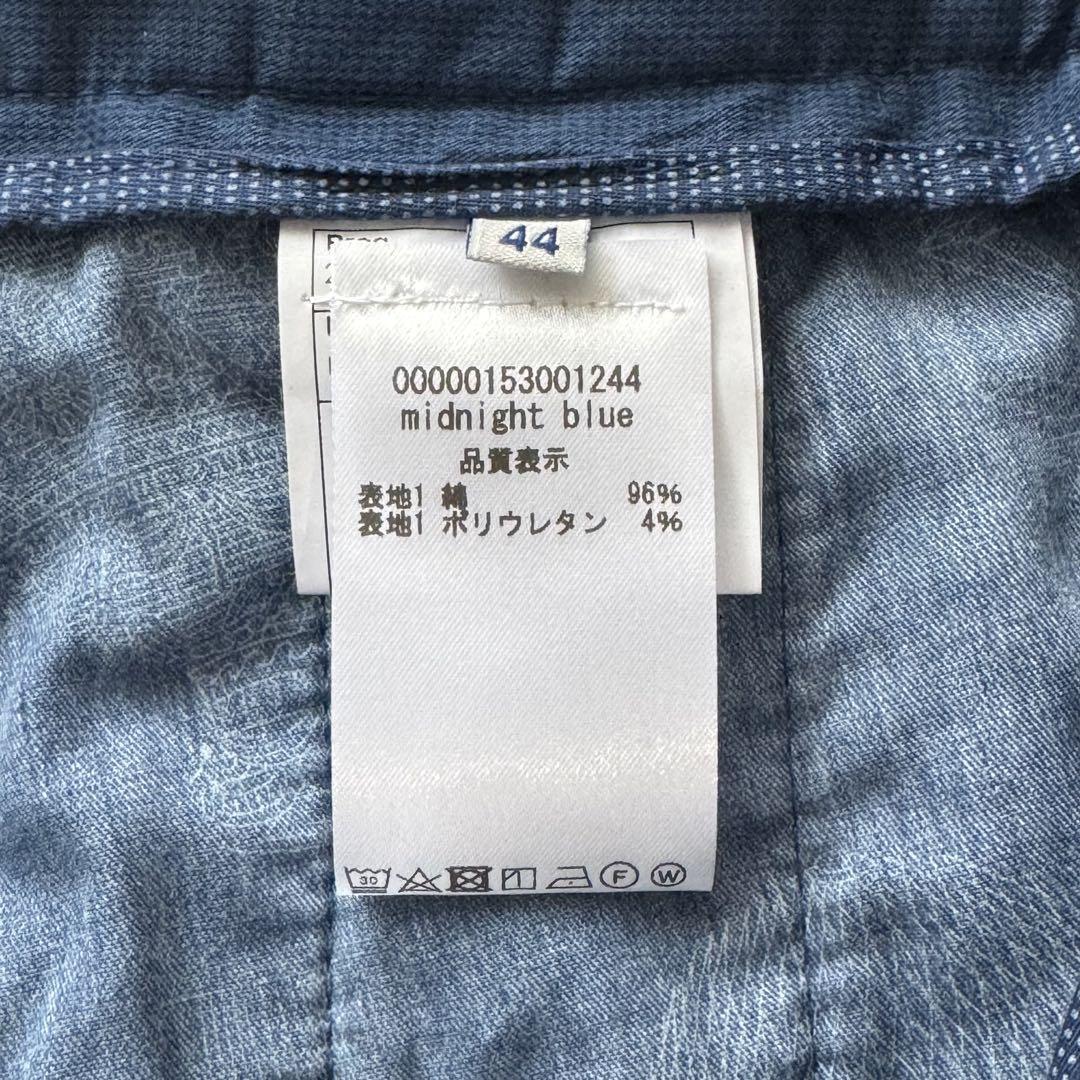 44
00000153001244
midnight blue
品質表示
表地1 綿 96%
表地1 ポリウレタン 4%
30
F
W